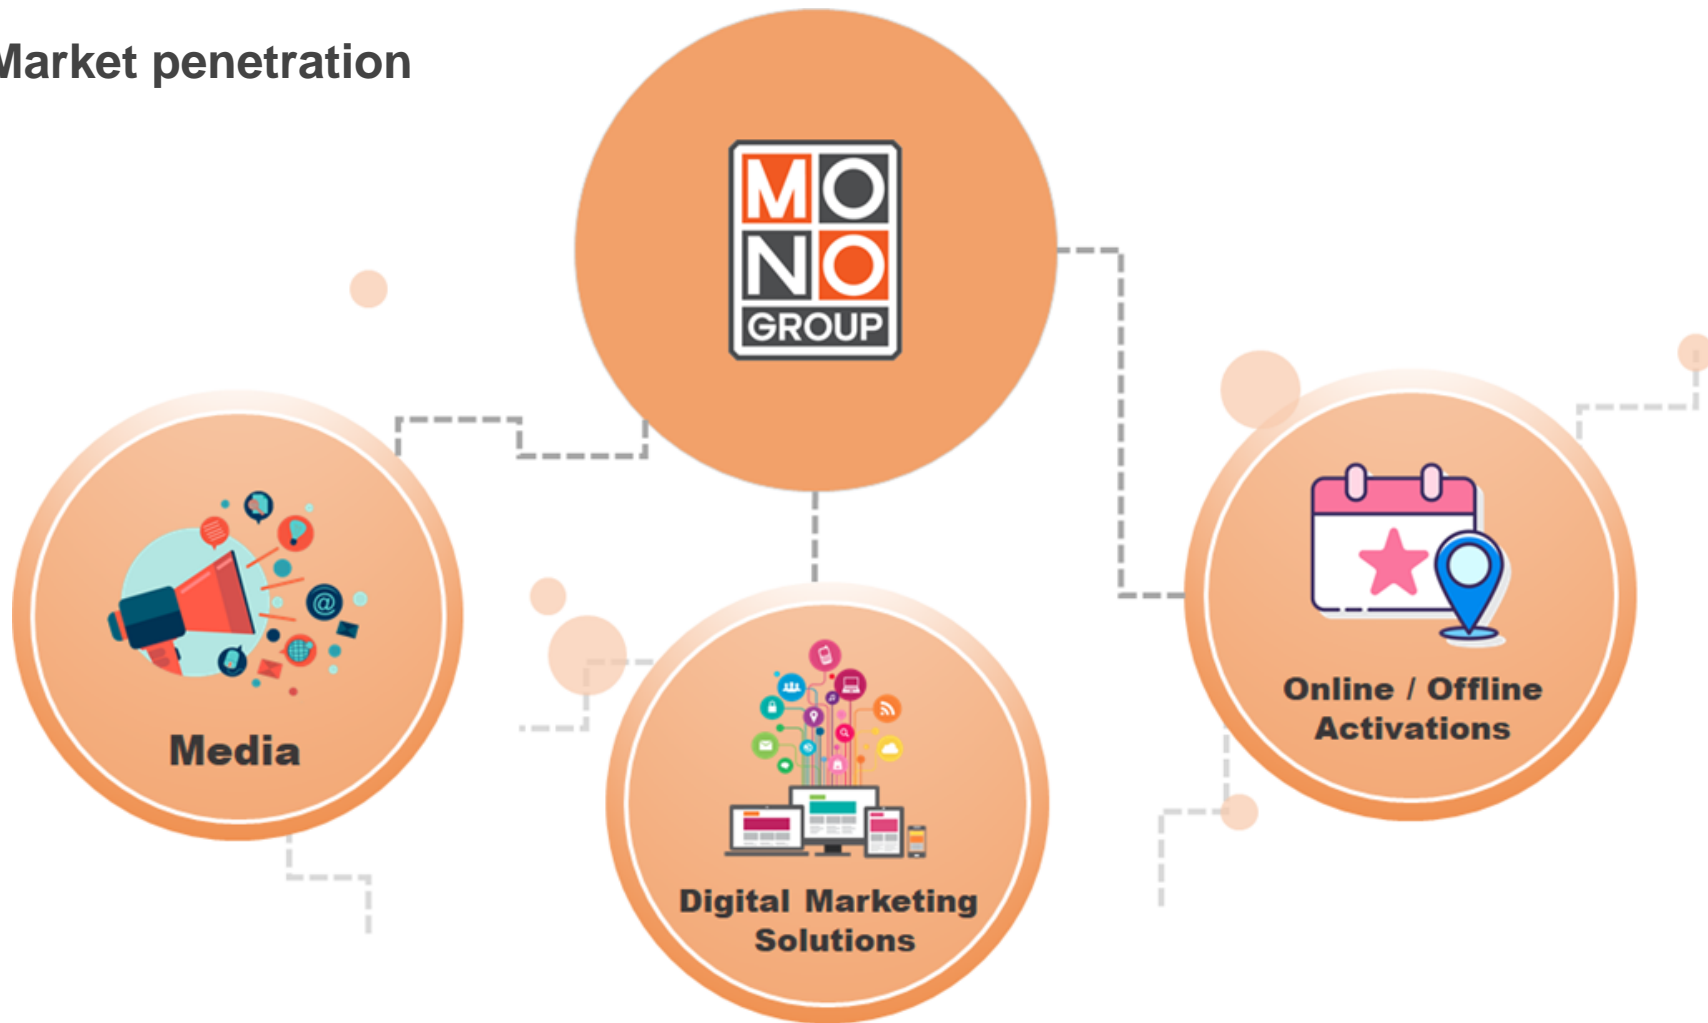 Market penetration
MO
NO
GROUP
Media
@
Digital Marketing
Solutions
Online / Offline
Activations